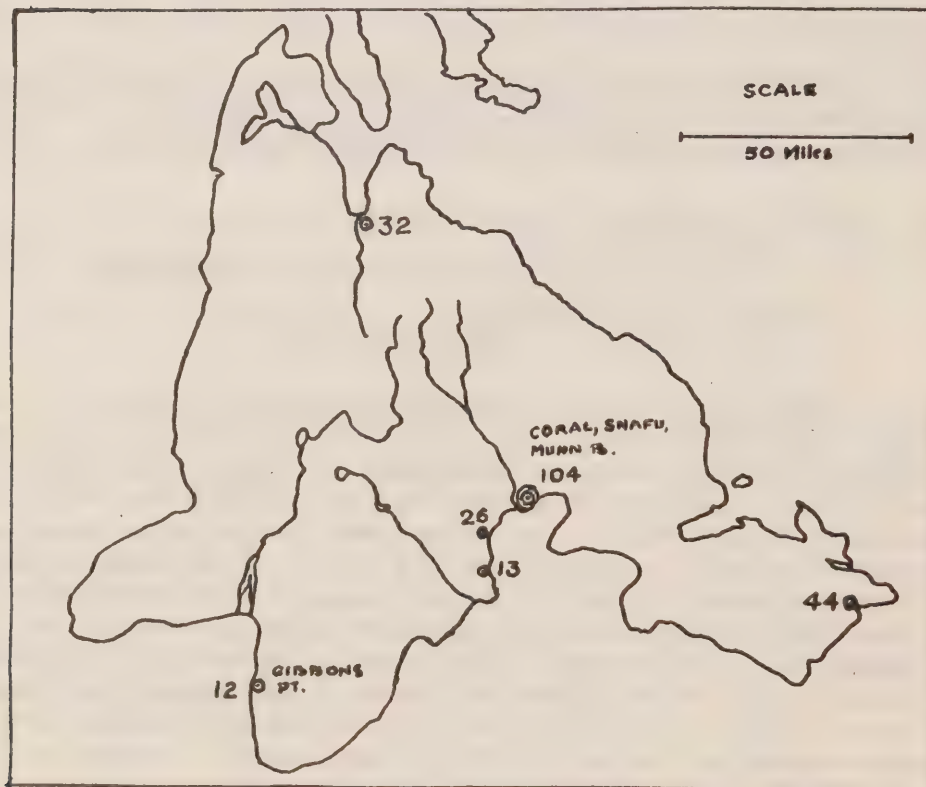 SCALE
50 Miles
32
CORAL, SNAFU,
MUNN B.
104
26
13
44
12
GIBBONS
PT.